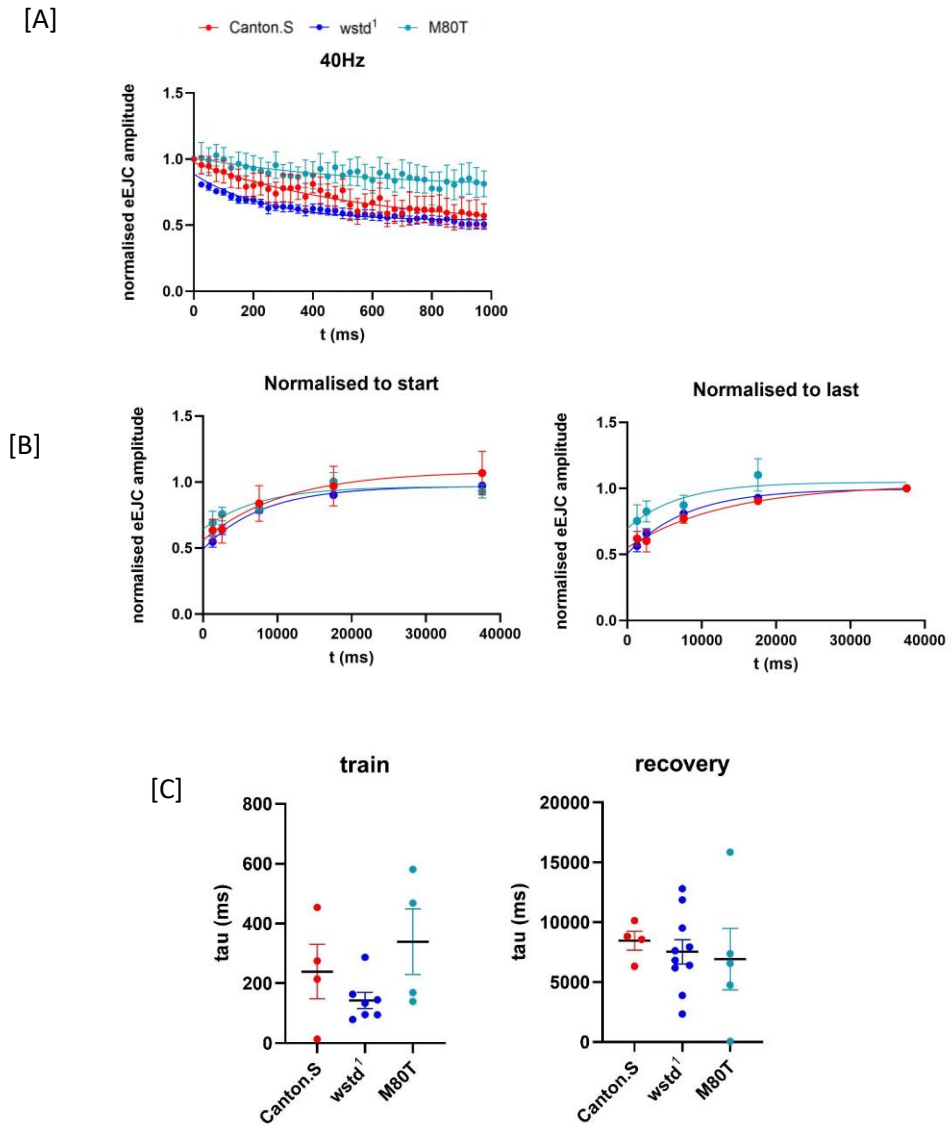 [A]
Canton.S wstd¹ M80T
40Hz
normalised eEJC amplitude
1.5
1.0
0.5
0.0
0 200 400 600 800 1000
t (ms)
[B]
Normalised to start
normalised eEJC amplitude
1.5
1.0
0.5
0.0
0 10000 20000 30000 40000
t (ms)
Normalised to last
normalised eEJC amplitude
1.5
1.0
0.5
0.0
0 10000 20000 30000 40000
t (ms)
[C]
train
tau (ms)
800
600
400
200
0
Canton.S
wstd¹
M80T
recovery
tau (ms)
20000
15000
10000
5000
0
Canton.S
wstd¹
M80T